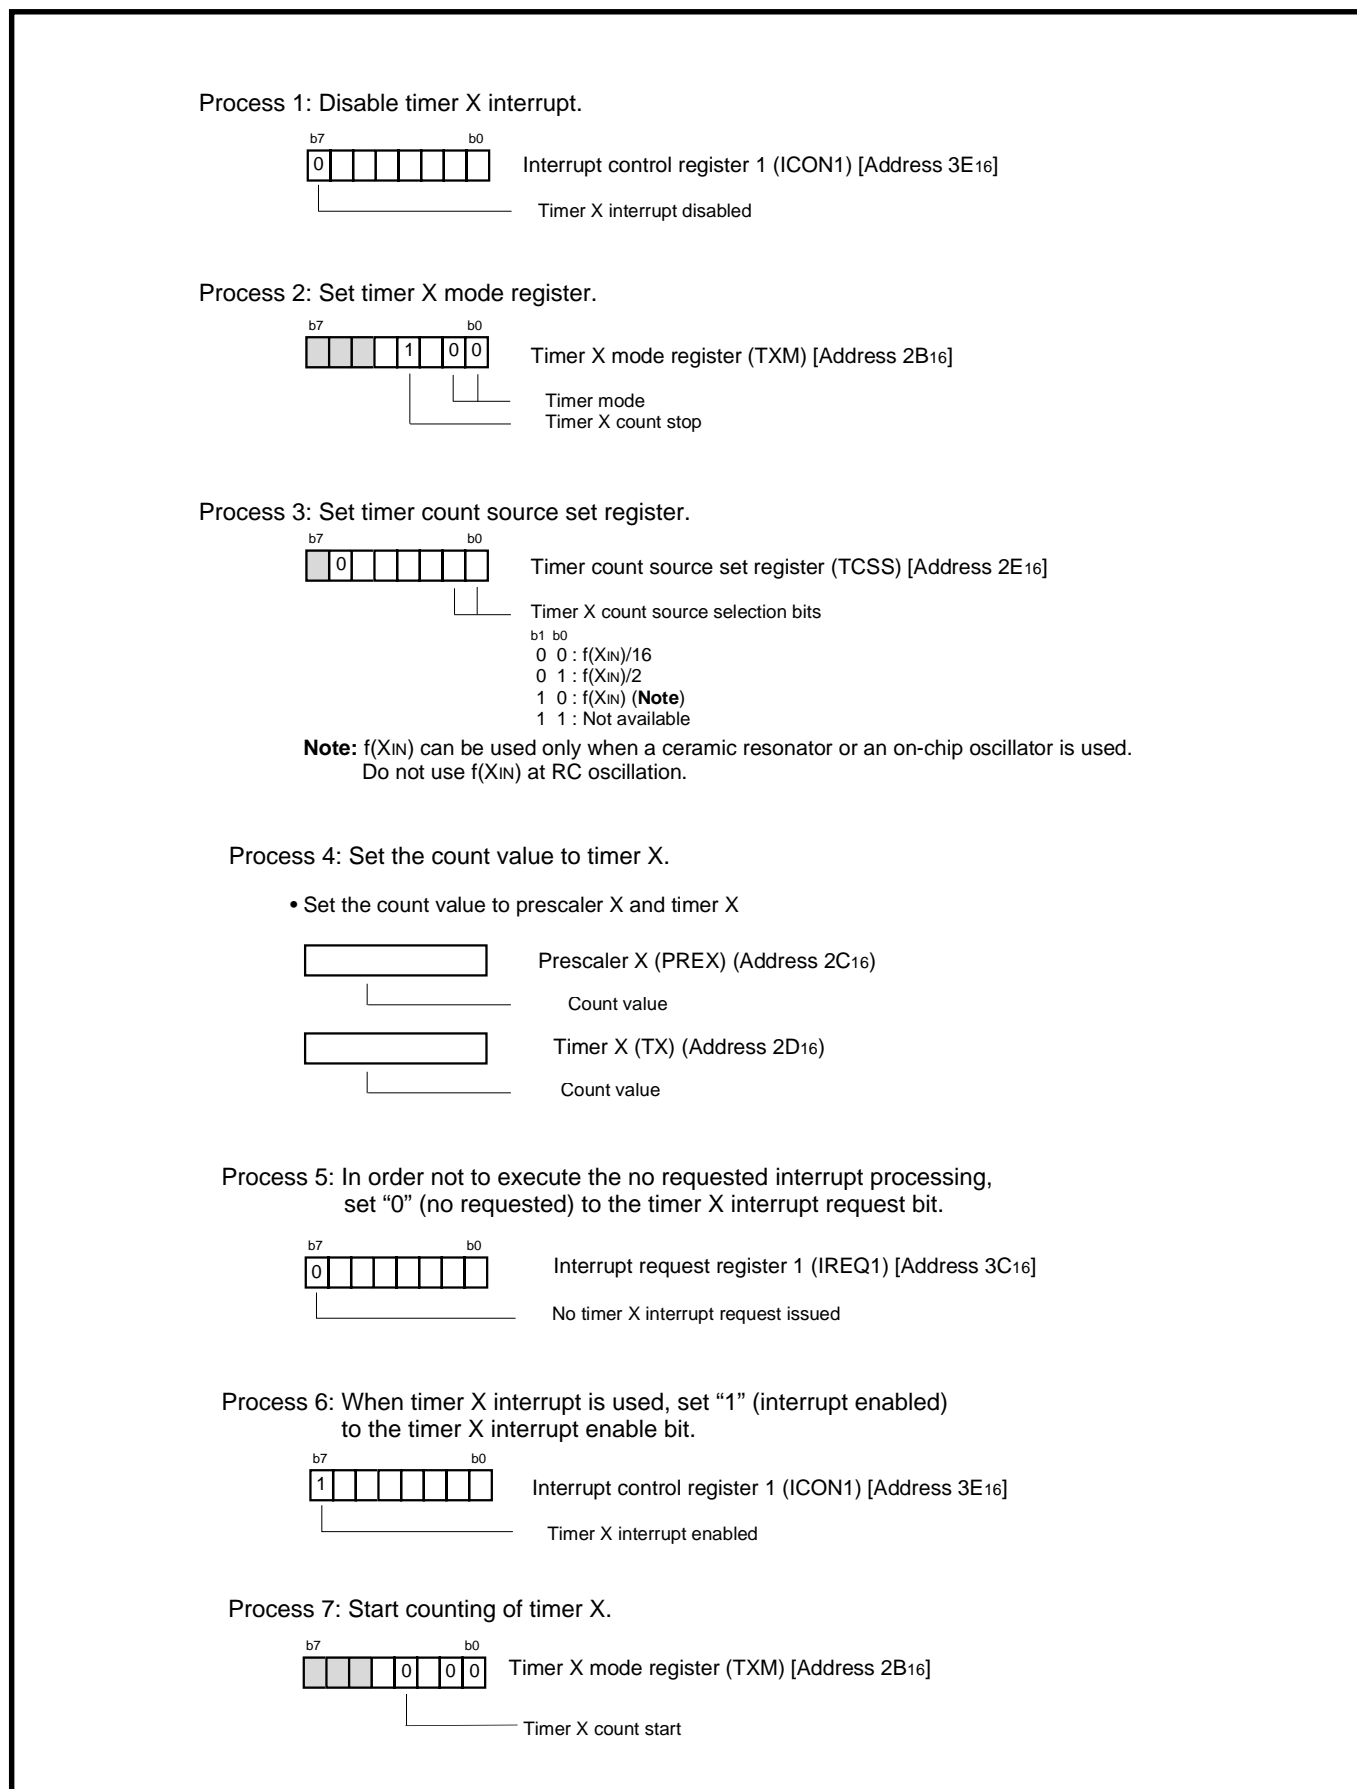 Process 1: Disable timer X interrupt.
b7 b0
0 Interrupt control register 1 (ICON1) [Address 3E16]
Timer X interrupt disabled
Process 2: Set timer X mode register.
b7 b0
1 0 0 Timer X mode register (TXM) [Address 2B16]
Timer mode
Timer X count stop
Process 3: Set timer count source set register.
b7 b0
0 Timer count source set register (TCSS) [Address 2E16]
Timer X count source selection bits
b1 b0
0 0 : f(XIN)/16
0 1 : f(XIN)/2
1 0 : f(XIN) (Note)
1 1 : Not available
Note: f(XIN) can be used only when a ceramic resonator or an on-chip oscillator is used.
Do not use f(XIN) at RC oscillation.
Process 4: Set the count value to timer X.
• Set the count value to prescaler X and timer X
Prescaler X (PREX) (Address 2C16)
Count value
Timer X (TX) (Address 2D16)
Count value
Process 5: In order not to execute the no requested interrupt processing,
set “0” (no requested) to the timer X interrupt request bit.
b7 b0
0 Interrupt request register 1 (IREQ1) [Address 3C16]
No timer X interrupt request issued
Process 6: When timer X interrupt is used, set “1” (interrupt enabled)
to the timer X interrupt enable bit.
b7 b0
1 Interrupt control register 1 (ICON1) [Address 3E16]
Timer X interrupt enabled
Process 7: Start counting of timer X.
b7 b0
0 0 0 Timer X mode register (TXM) [Address 2B16]
Timer X count start